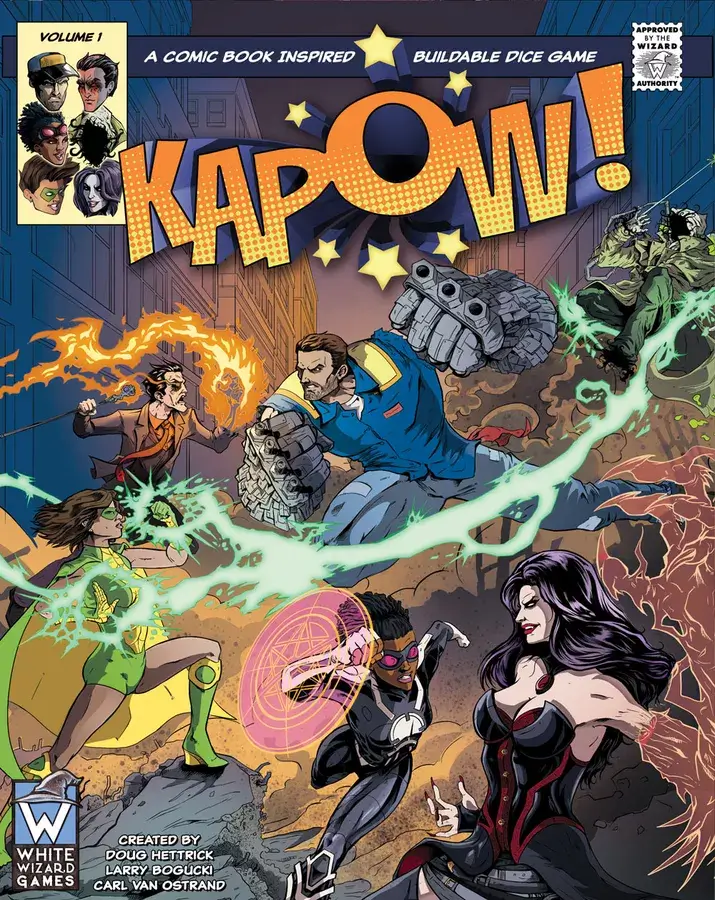 VOLUME 1
A COMIC BOOK INSPIRED BUILDABLE DICE GAME
APPROVED
BY THE
WIZARD
W
AUTHORITY
KAPOW!
W
WHITE
WIZARD
GAMES
CREATED BY
DOUG HETTRICK
LARRY BOGUCKI
CARL VAN OSTRAND